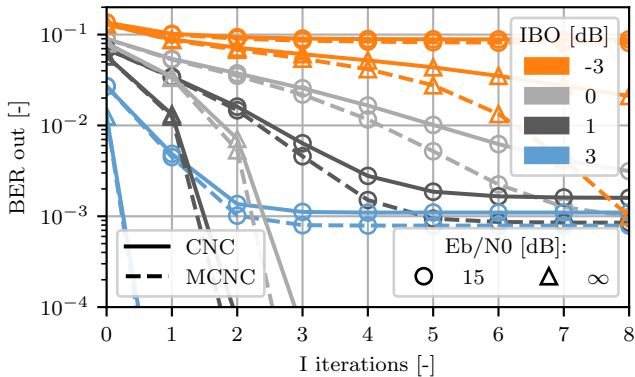 10⁻¹
10⁻²
10⁻³
10⁻⁴
BER out [-]
IBO [dB]
-3
0
1
3
CNC
MCNC
Eb/N0 [dB]:
15
∞
0 1 2 3 4 5 6 7 8
I iterations [-]